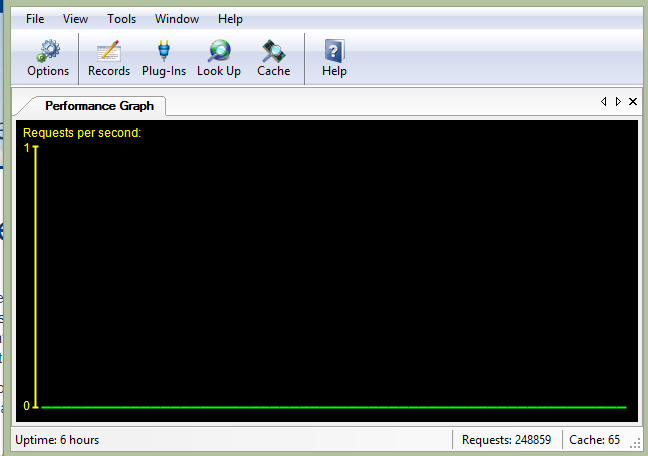 File View Tools Window Help
Options Records Plug-Ins Look Up Cache Help
Performance Graph
Requests per second:
1
0
Uptime: 6 hours Requests: 248859 Cache: 65